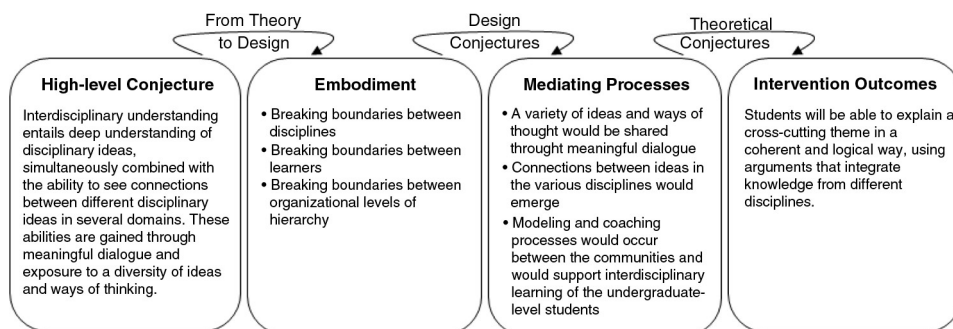 From Theory
to Design
Design
Conjectures
Theoretical
Conjectures
High-level Conjecture
Interdisciplinary understanding
entails deep understanding of
disciplinary ideas,
simultaneously combined with
the ability to see connections
between different disciplinary
ideas in several domains. These
abilities are gained through
meaningful dialogue and
exposure to a diversity of ideas
and ways of thinking.
Embodiment
• Breaking boundaries between
disciplines
• Breaking boundaries between
learners
• Breaking boundaries between
organizational levels of
hierarchy
Mediating Processes
• A variety of ideas and ways of
thought would be shared
throught meaningful dialogue
• Connections between ideas in
the various disciplines would
emerge
• Modeling and coaching
processes would occur
between the communities and
would support interdisciplinary
learning of the undergraduate-
level students
Intervention Outcomes
Students will be able to explain a
cross-cutting theme in a
coherent and logical way, using
arguments that integrate
knowledge from different
disciplines.